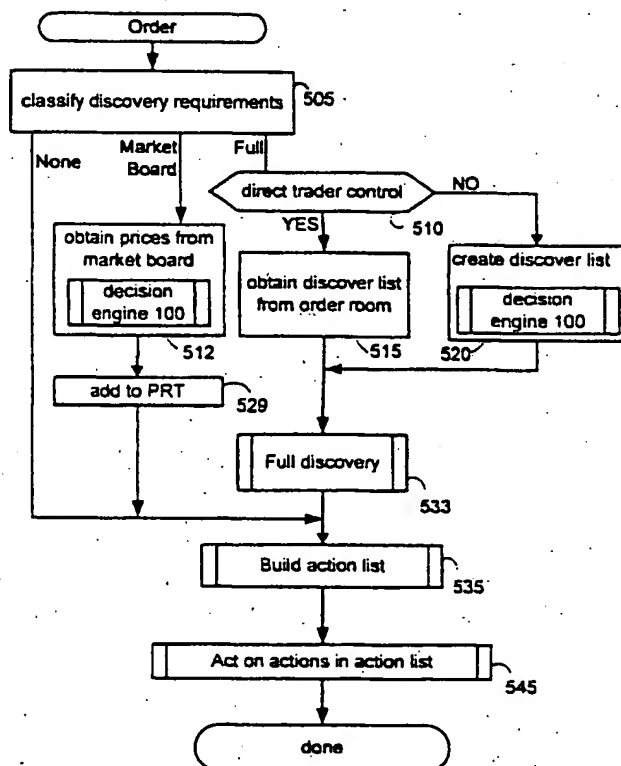 Order
classify discovery requirements
505
None
Market
Board
Full
direct trader control
NO
YES
510
obtain prices from
market board
decision
engine 100
512
obtain discover list
from order room
515
create discover list
decision
engine 100
520
add to PRT
529
Full discovery
533
Build action list
535
Act on actions in action list
545
done